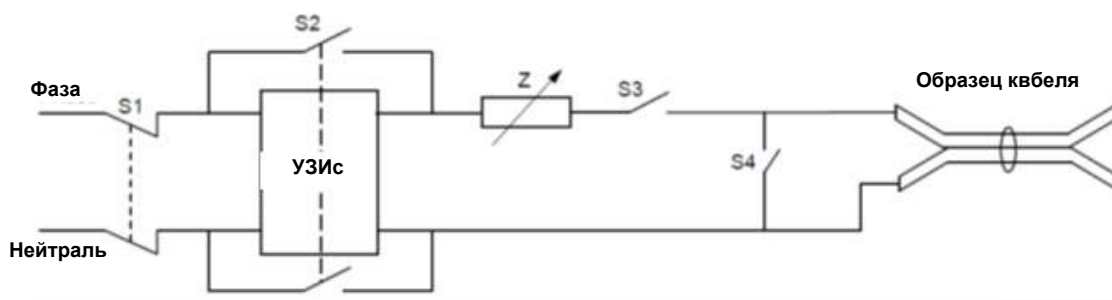 S2
Фаза
S1
Z
S3
Образец квбеля
УЗИс
S4
Нейтраль